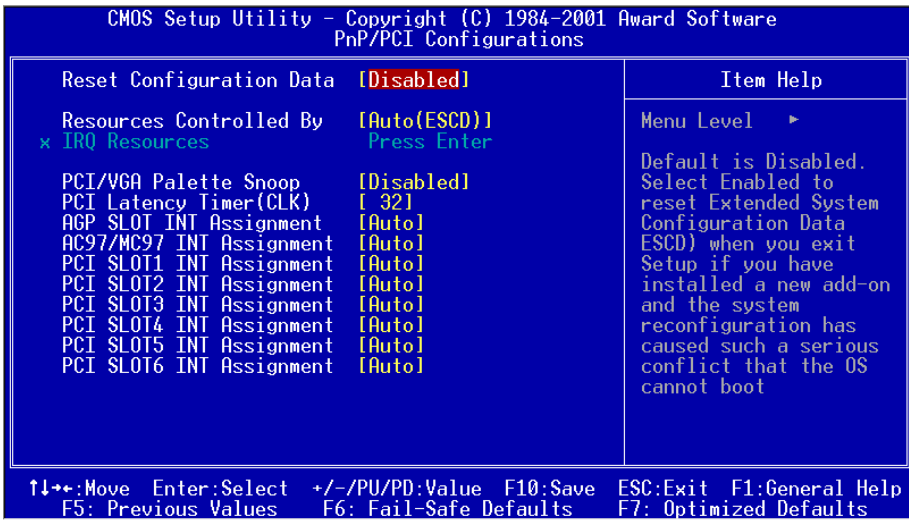 CMOS Setup Utility – Copyright (C) 1984-2001 Award Software
PnP/PCI Configurations
Reset Configuration Data [Disabled]
Resources Controlled By [Auto(ESCD)]
x IRQ Resources Press Enter
PCI/VGA Palette Snoop [Disabled]
PCI Latency Timer(CLK) [ 32]
AGP SLOT INT Assignment [Auto]
AC97/MC97 INT Assignment [Auto]
PCI SLOT1 INT Assignment [Auto]
PCI SLOT2 INT Assignment [Auto]
PCI SLOT3 INT Assignment [Auto]
PCI SLOT4 INT Assignment [Auto]
PCI SLOT5 INT Assignment [Auto]
PCI SLOT6 INT Assignment [Auto]
Item Help
Menu Level ►
Default is Disabled.
Select Enabled to
reset Extended System
Configuration Data
ESCD) when you exit
Setup if you have
installed a new add-on
and the system
reconfiguration has
caused such a serious
conflict that the OS
cannot boot
↑↓→←:Move Enter:Select +/-/PU/PD:Value F10:Save ESC:Exit F1:General Help
F5: Previous Values F6: Fail-Safe Defaults F7: Optimized Defaults